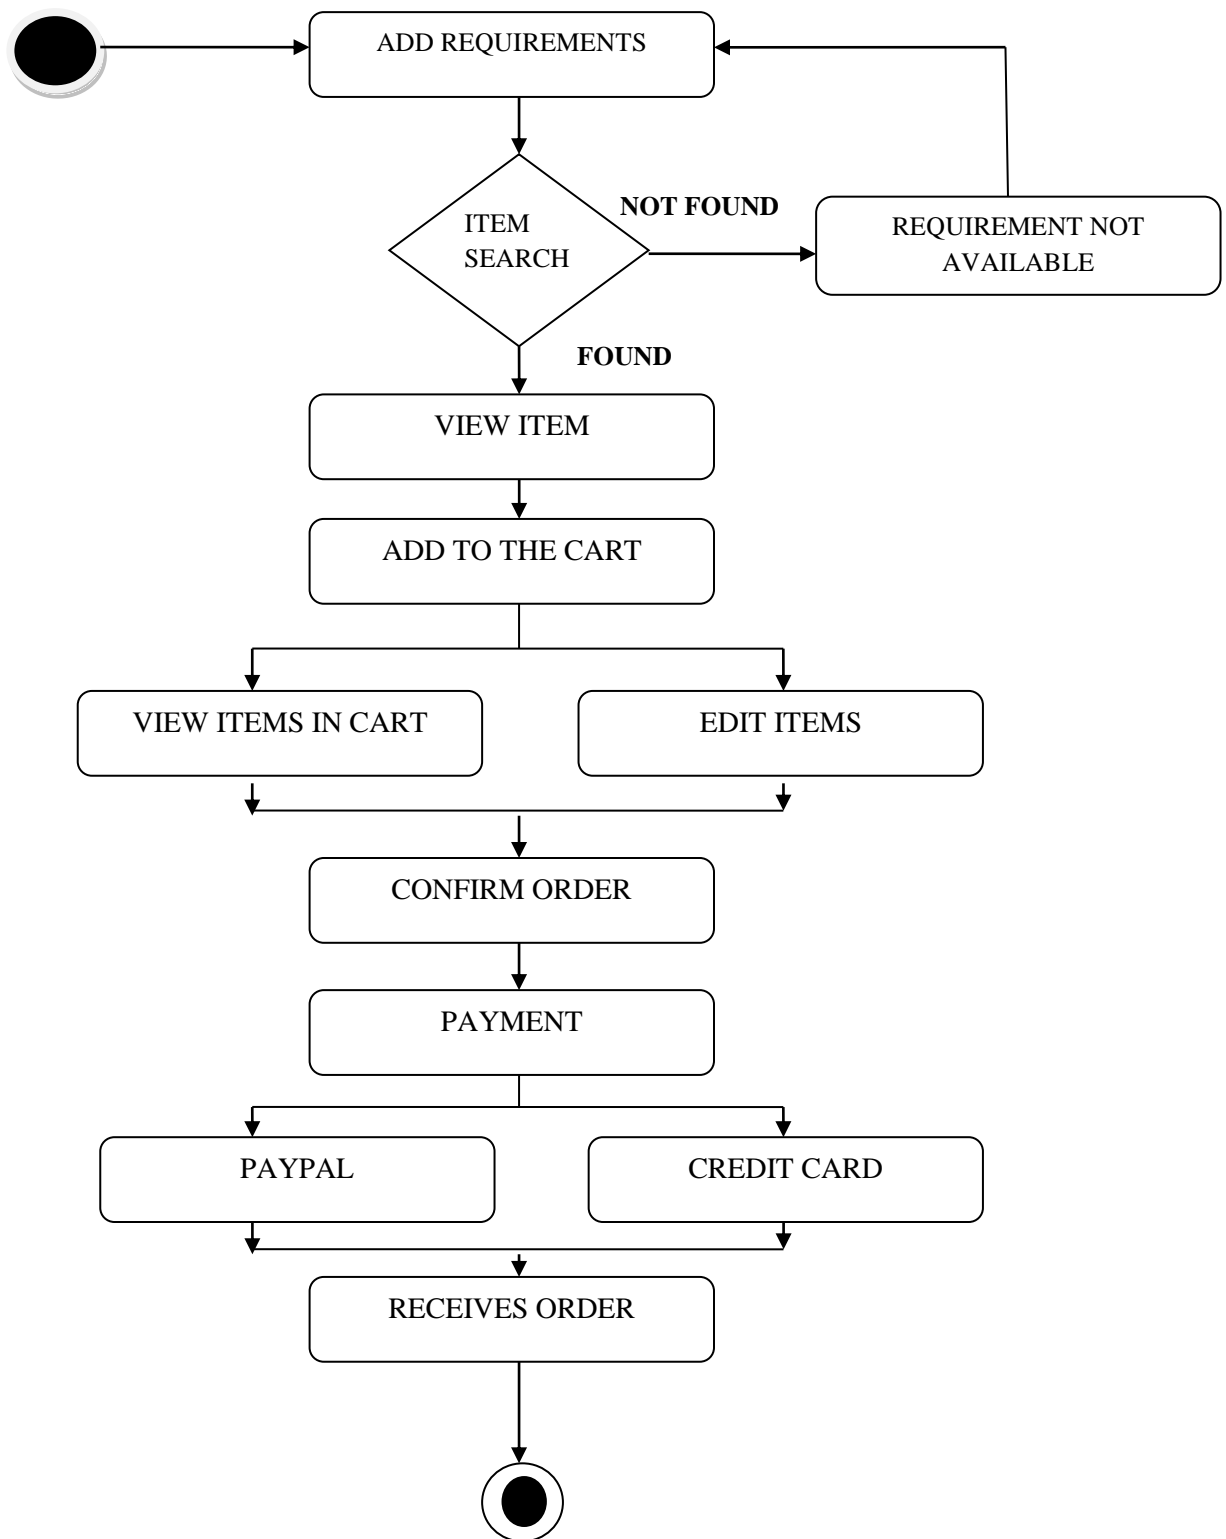 ADD REQUIREMENTS
ITEM
SEARCH
NOT FOUND
REQUIREMENT NOT
AVAILABLE
FOUND
VIEW ITEM
ADD TO THE CART
VIEW ITEMS IN CART
EDIT ITEMS
CONFIRM ORDER
PAYMENT
PAYPAL
CREDIT CARD
RECEIVES ORDER